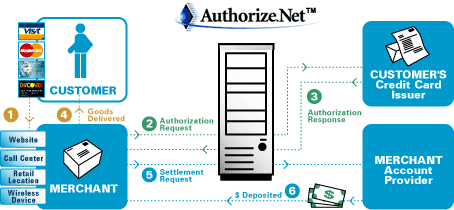 Authorize.Net™
VISA
MasterCard
DISCOVER
CUSTOMER
CUSTOMER'S
Credit Card
Issuer
1
4 Goods
Delivered
2 Authorization
Request
3
Authorization
Response
Website
Call Center
Retail
Location
Wireless
Device
MERCHANT
5 Settlement
Request
MERCHANT
Account
Provider
$ Deposited 6